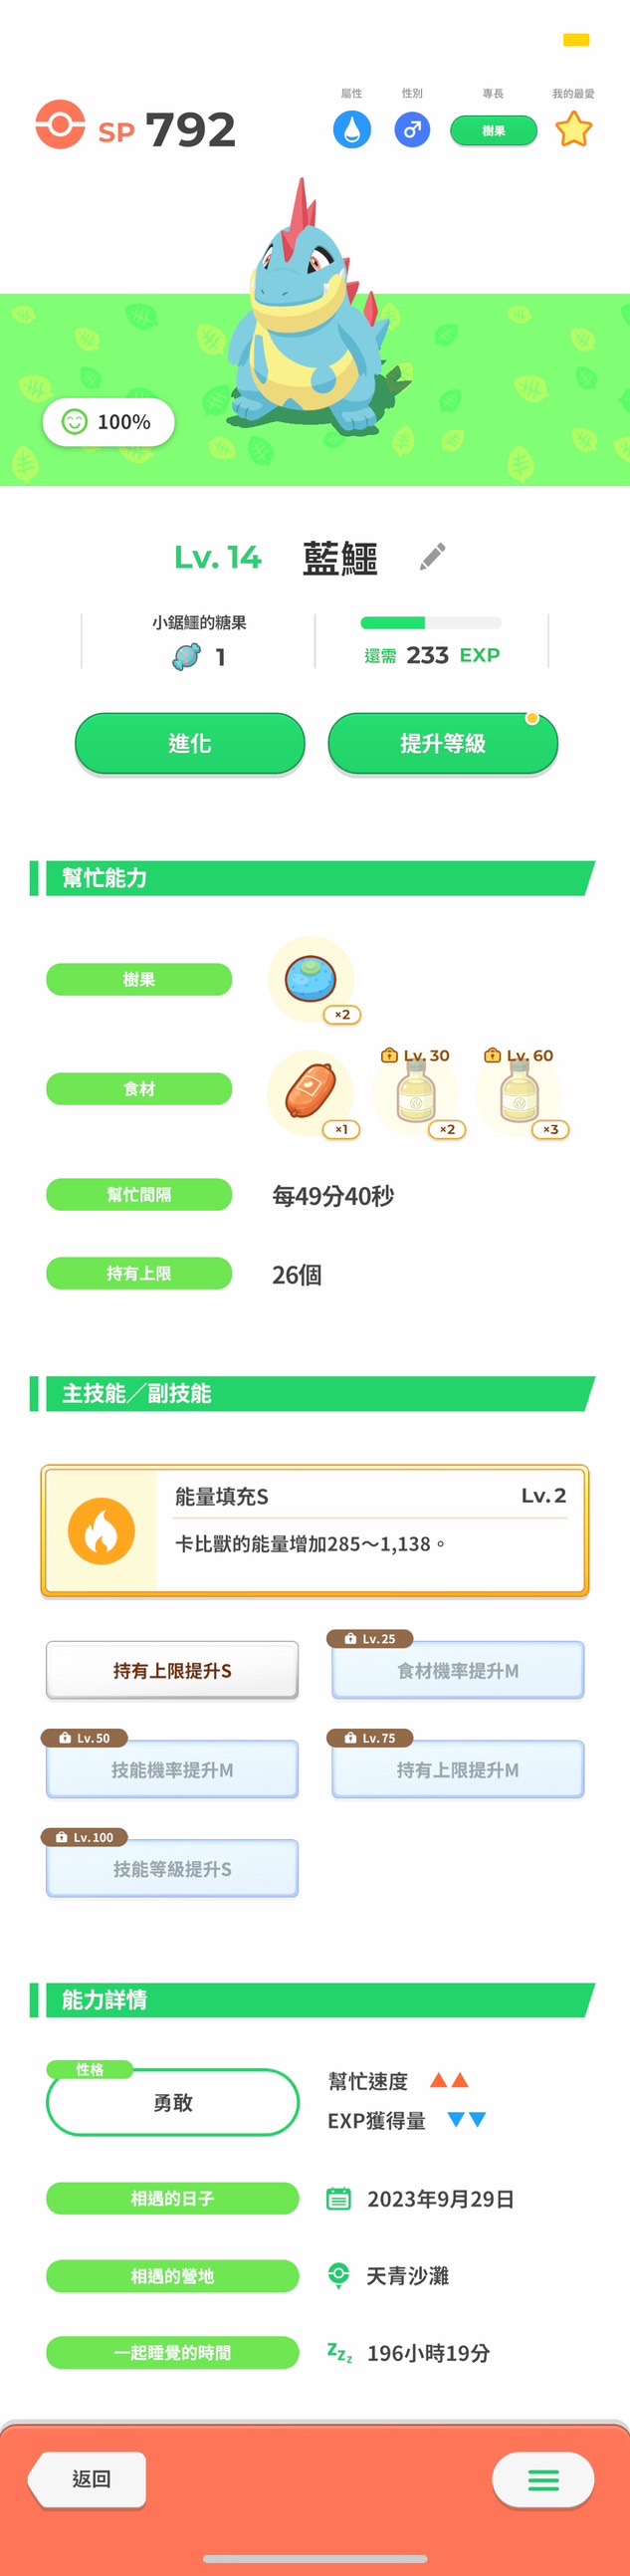 屬性 性別 專長 我的最愛
SP 792 樹果
100%
Lv. 14 藍鱷
小鋸鱷的糖果
1
還需 233 EXP
進化 提升等級
幫忙能力
樹果
×2
食材
Lv. 30 Lv. 60
×1 ×2 ×3
幫忙間隔 每49分40秒
持有上限 26個
主技能／副技能
能量填充S Lv. 2
卡比獸的能量增加285～1,138。
持有上限提升S
Lv. 25
食材機率提升M
Lv. 50
技能機率提升M
Lv. 75
持有上限提升M
Lv. 100
技能等級提升S
能力詳情
性格
勇敢
幫忙速度 ▲▲
EXP獲得量 ▼▼
相遇的日子 2023年9月29日
相遇的營地 天青沙灘
一起睡覺的時間 zzz 196小時19分
返回